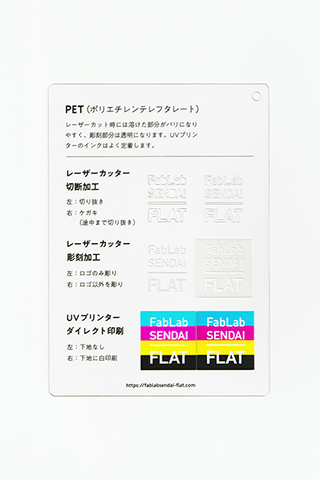 PET（ポリエチレンテレフタレート）
レーザーカット時には溶けた部分がバリになり
やすく、彫刻部分は透明になります。UVプリン
ターのインクはよく定着します。
レーザーカッター
切断加工
左：切り抜き
右：ケガキ
（途中まで切り抜き）
FabLab
SENDAI
FLAT
FabLab
SENDAI
FLAT
レーザーカッター
彫刻加工
左：ロゴのみ彫り
右：ロゴ以外を彫り
FabLab
SENDAI
FLAT
FabLab
SENDAI
FLAT
UVプリンター
ダイレクト印刷
左：下地なし
右：下地に白印刷
FabLab
SENDAI
FLAT
FabLab
SENDAI
FLAT
https://fablabsendai-flat.com